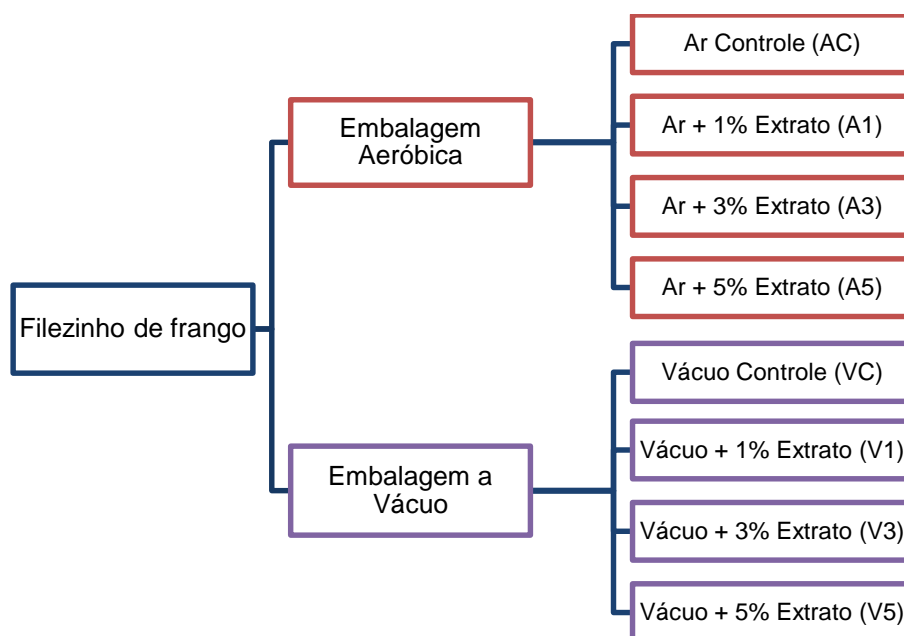 Filezinho de frango
Embalagem
Aeróbica
Ar Controle (AC)
Ar + 1% Extrato (A1)
Ar + 3% Extrato (A3)
Ar + 5% Extrato (A5)
Embalagem a
Vácuo
Vácuo Controle (VC)
Vácuo + 1% Extrato (V1)
Vácuo + 3% Extrato (V3)
Vácuo + 5% Extrato (V5)